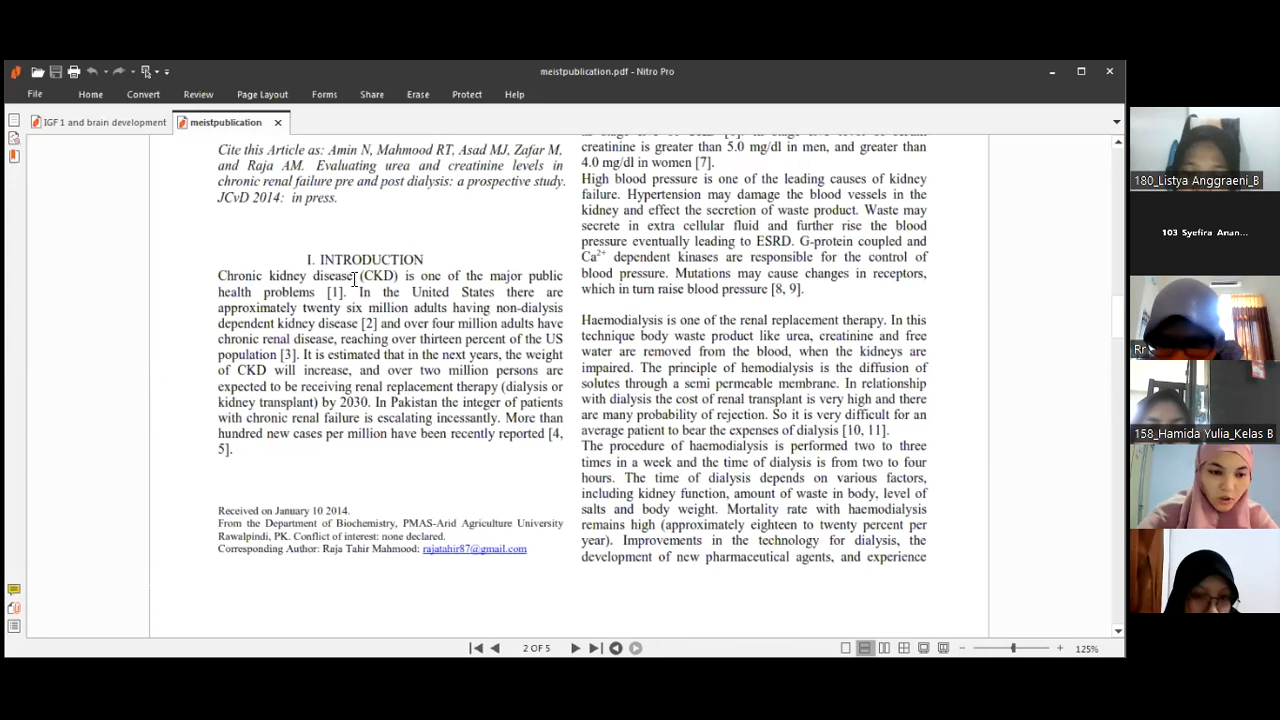 meistpublication.pdf - Nitro Pro
File Home Convert Review Page Layout Forms Share Erase Protect Help
IGF 1 and brain development
meistpublication
Cite this Article as: Amin N, Mahmood RT, Asad MJ, Zafar M,
and Raja AM. Evaluating urea and creatinine levels in
chronic renal failure pre and post dialysis: a prospective study.
JCvD 2014: in press.
I. INTRODUCTION
Chronic kidney disease (CKD) is one of the major public
health problems [1]. In the United States there are
approximately twenty six million adults having non-dialysis
dependent kidney disease [2] and over four million adults have
chronic renal disease, reaching over thirteen percent of the US
population [3]. It is estimated that in the next years, the weight
of CKD will increase, and over two million persons are
expected to be receiving renal replacement therapy (dialysis or
kidney transplant) by 2030. In Pakistan the integer of patients
with chronic renal failure is escalating incessantly. More than
hundred new cases per million have been recently reported [4,
5].
Received on January 10 2014.
From the Department of Biochemistry, PMAS-Arid Agriculture University
Rawalpindi, PK. Conflict of interest: none declared.
Corresponding Author: Raja Tahir Mahmood: rajatahir87@gmail.com
creatinine is greater than 5.0 mg/dl in men, and greater than
4.0 mg/dl in women [7].
High blood pressure is one of the leading causes of kidney
failure. Hypertension may damage the blood vessels in the
kidney and effect the secretion of waste product. Waste may
secrete in extra cellular fluid and further rise the blood
pressure eventually leading to ESRD. G-protein coupled and
Ca2+ dependent kinases are responsible for the control of
blood pressure. Mutations may cause changes in receptors,
which in turn raise blood pressure [8, 9].
Haemodialysis is one of the renal replacement therapy. In this
technique body waste product like urea, creatinine and free
water are removed from the blood, when the kidneys are
impaired. The principle of hemodialysis is the diffusion of
solutes through a semi permeable membrane. In relationship
with dialysis the cost of renal transplant is very high and there
are many probability of rejection. So it is very difficult for an
average patient to bear the expenses of dialysis [10, 11].
The procedure of haemodialysis is performed two to three
times in a week and the time of dialysis is from two to four
hours. The time of dialysis depends on various factors,
including kidney function, amount of waste in body, level of
salts and body weight. Mortality rate with haemodialysis
remains high (approximately eighteen to twenty percent per
year). Improvements in the technology for dialysis, the
development of new pharmaceutical agents, and experience
2 OF 5
125%
180_Listya Anggraeni_B
103 Syefira Anan...
Rr
158_Hamida Yulia_Kelas B